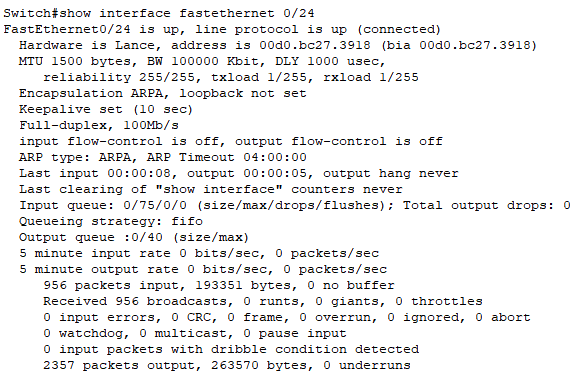 Switch#show interface fastethernet 0/24
FastEthernet0/24 is up, line protocol is up (connected)
Hardware is Lance, address is 00d0.bc27.3918 (bia 00d0.bc27.3918)
MTU 1500 bytes, BW 100000 Kbit, DLY 1000 usec,
reliability 255/255, txload 1/255, rxload 1/255
Encapsulation ARPA, loopback not set
Keepalive set (10 sec)
Full-duplex, 100Mb/s
input flow-control is off, output flow-control is off
ARP type: ARPA, ARP Timeout 04:00:00
Last input 00:00:08, output 00:00:05, output hang never
Last clearing of "show interface" counters never
Input queue: 0/75/0/0 (size/max/drops/flushes); Total output drops: 0
Queueing strategy: fifo
Output queue :0/40 (size/max)
5 minute input rate 0 bits/sec, 0 packets/sec
5 minute output rate 0 bits/sec, 0 packets/sec
956 packets input, 193351 bytes, 0 no buffer
Received 956 broadcasts, 0 runts, 0 giants, 0 throttles
0 input errors, 0 CRC, 0 frame, 0 overrun, 0 ignored, 0 abort
0 watchdog, 0 multicast, 0 pause input
0 input packets with dribble condition detected
2357 packets output, 263570 bytes, 0 underruns